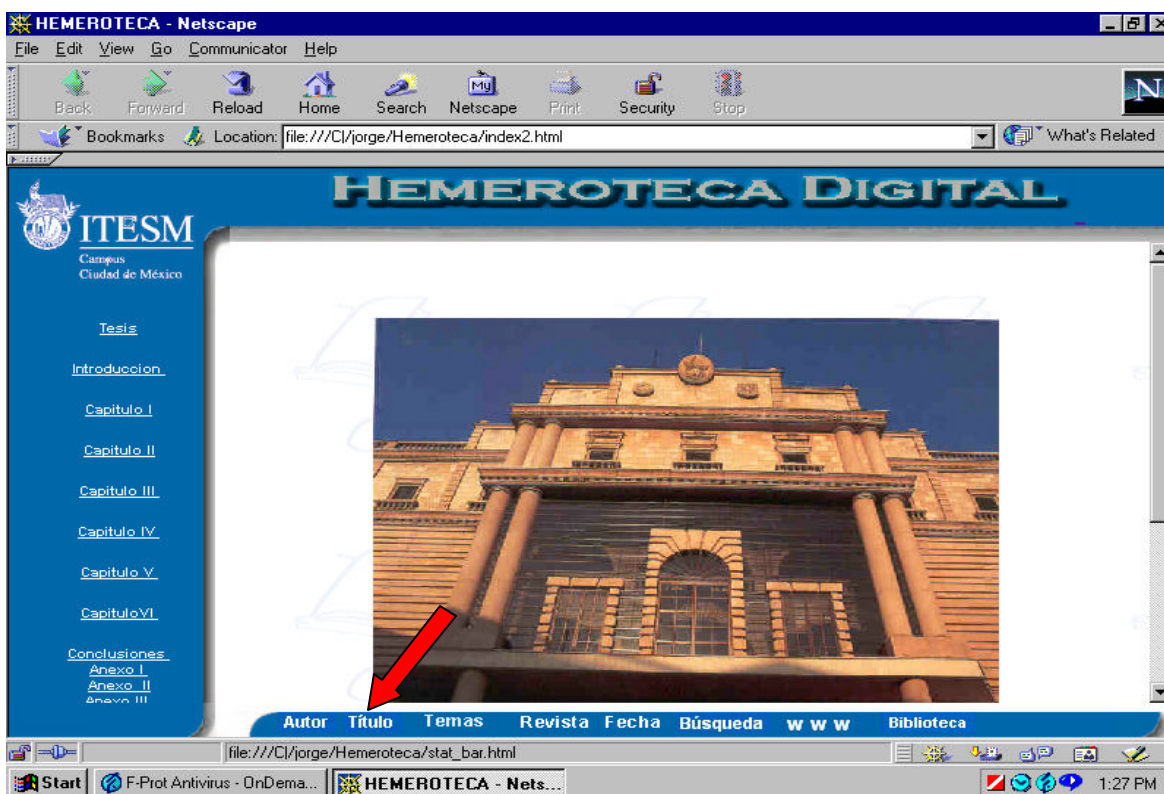 HEMEROTECA - Netscape
File Edit View Go Communicator Help
My
N
Back Forward Reload Home Search Netscape Print Security Stop
Bookmarks Location: file:///C|/jorge/Hemeroteca/index2.html What's Related
HEMEROTECA DIGITAL
ITESM
Campus
Ciudad de México
Tesis
Introduccion
Capitulo I
Capitulo II
Capitulo III
Capitulo IV
Capitulo V
CapituloVI
Conclusiones
Anexo I
Anexo II
Anexo III
Autor Título Temas Revista Fecha Búsqueda w w w Biblioteca
file:///C|/jorge/Hemeroteca/stat_bar.html
Start F-Prot Antivirus - OnDema... HEMEROTECA - Nets... 1:27 PM